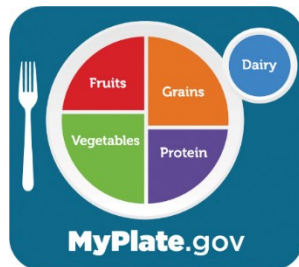 Fruits
Grains
Dairy
Vegetables
Protein
MyPlate.gov